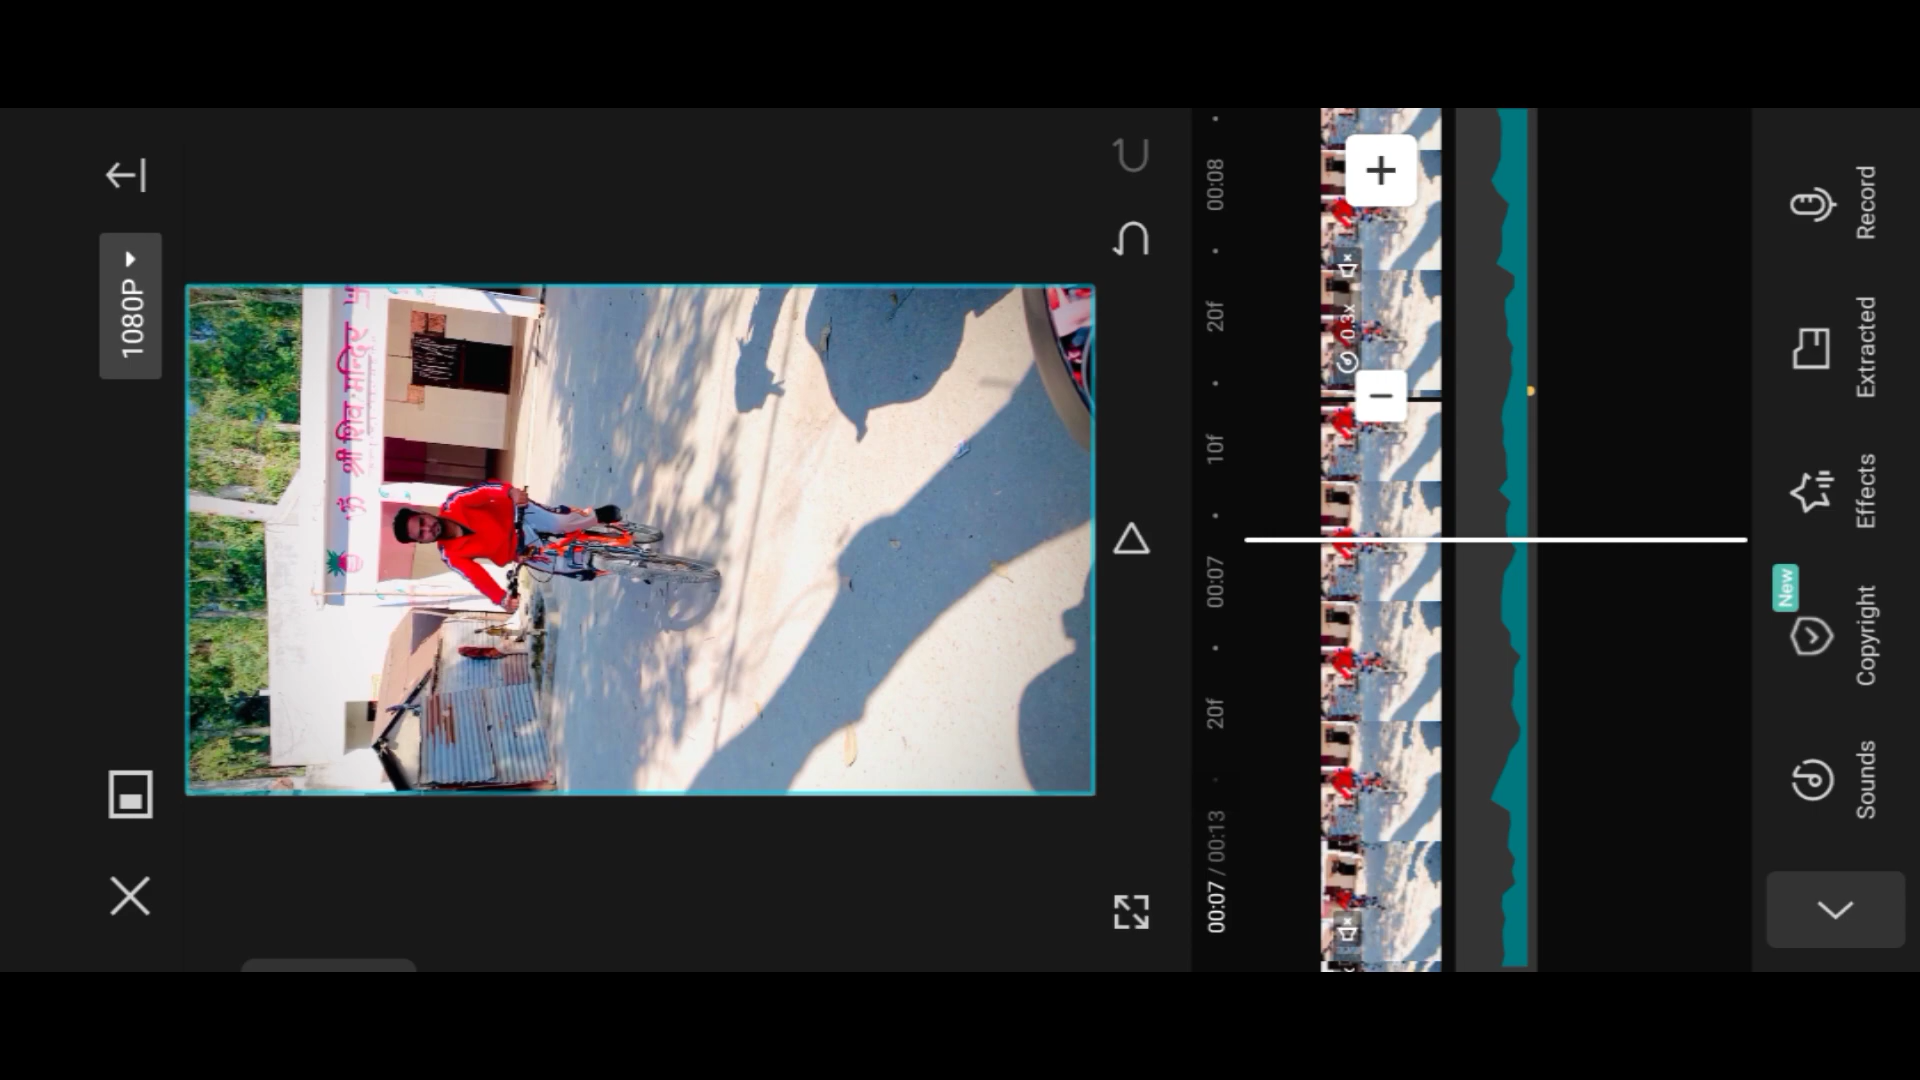 1080P
ॐ श्री शिव मन्दिर
00:07 / 00:13
20f
00:07
10f
20f
00:08
0.3x
Sounds
Copyright
New
Effects
Extracted
Record